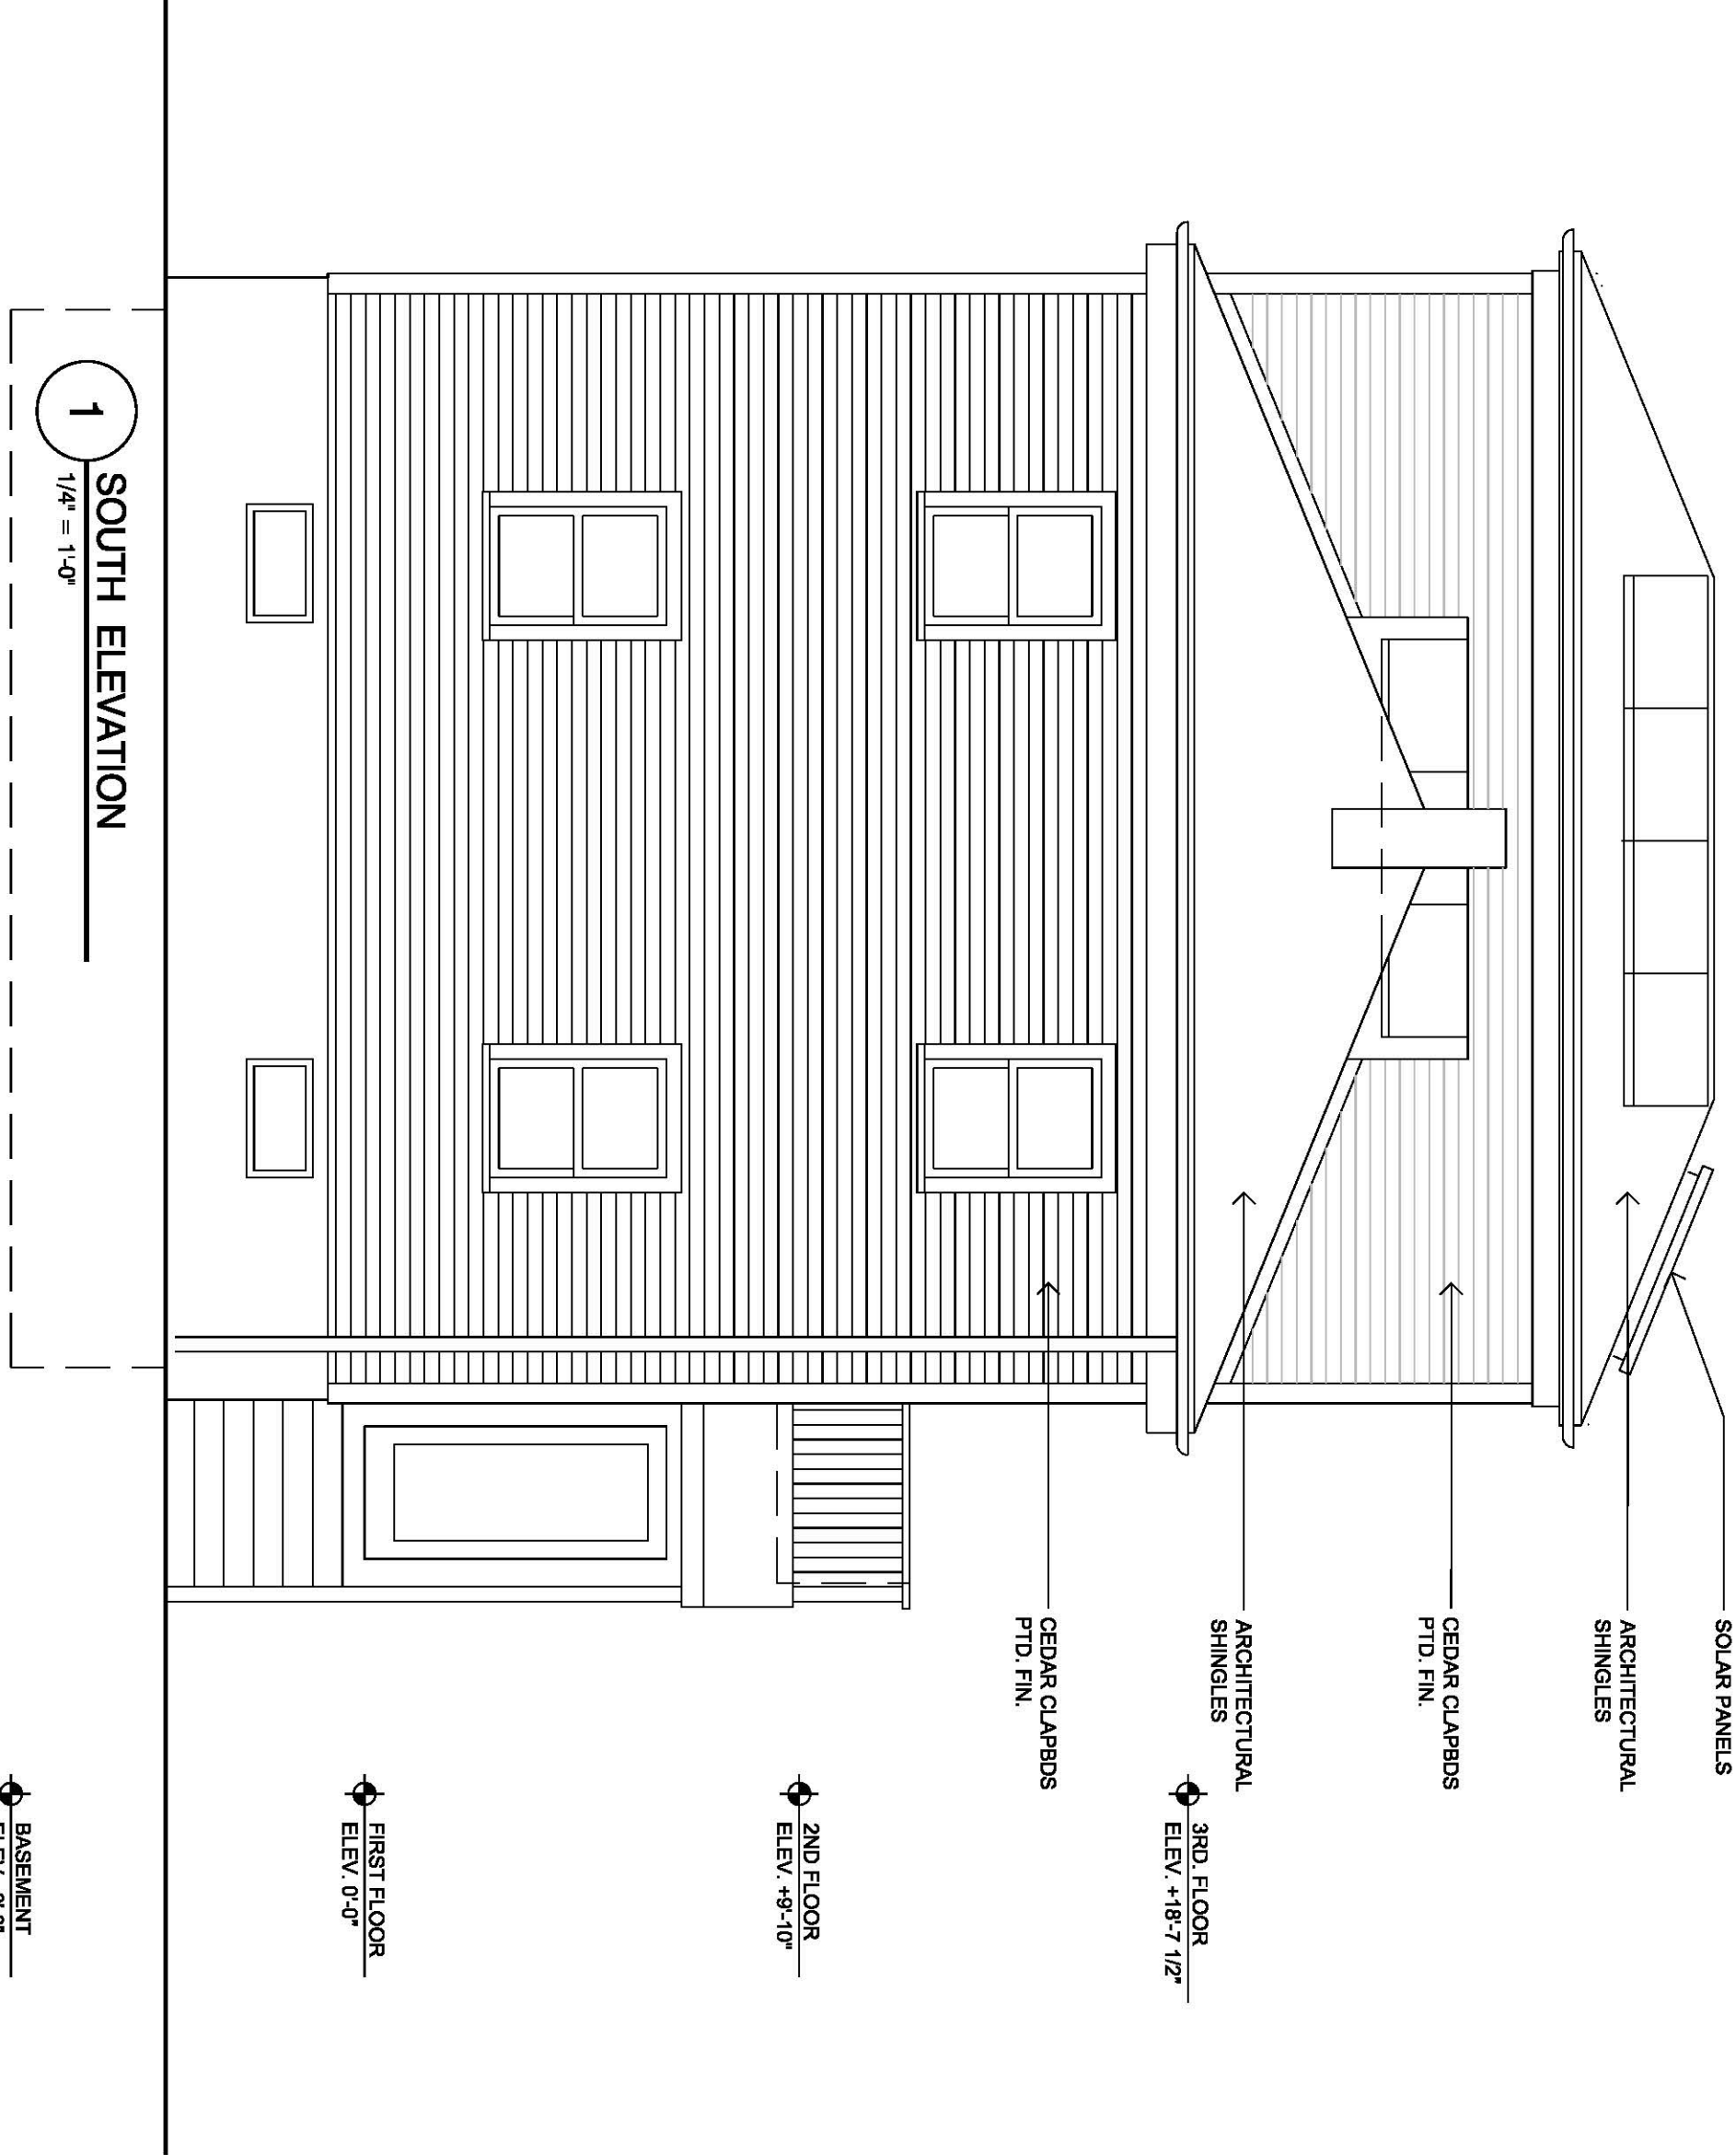 SOLAR PANELS
ARCHITECTURAL
SHINGLES
CEDAR CLAPBDS
PTD. FIN.
ARCHITECTURAL
SHINGLES
3RD. FLOOR
ELEV. +18'-7 1/2"
CEDAR CLAPBDS
PTD. FIN.
2ND FLOOR
ELEV. +9'-10"
FIRST FLOOR
ELEV. 0'-0"
1
SOUTH ELEVATION
1/4" = 1'-0"
BASEMENT